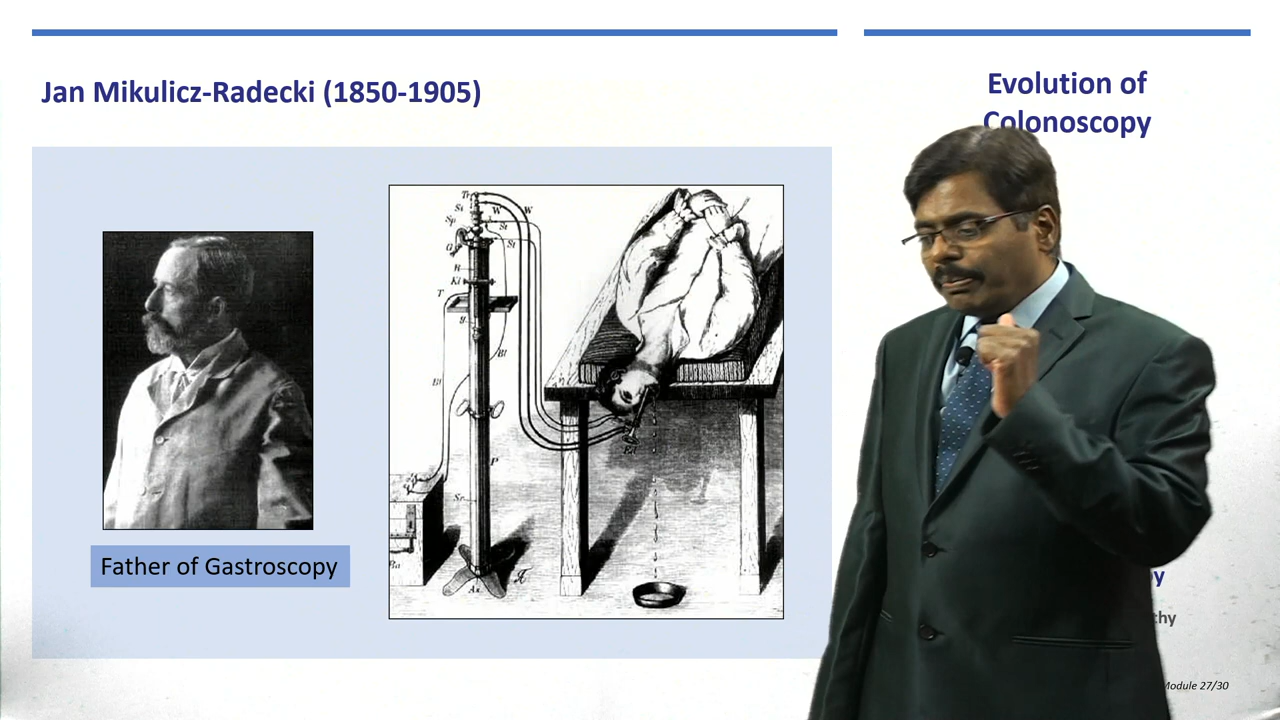 Jan Mikulicz-Radecki (1850-1905)
Evolution of
Colonoscopy
Father of Gastroscopy
Module 27/30